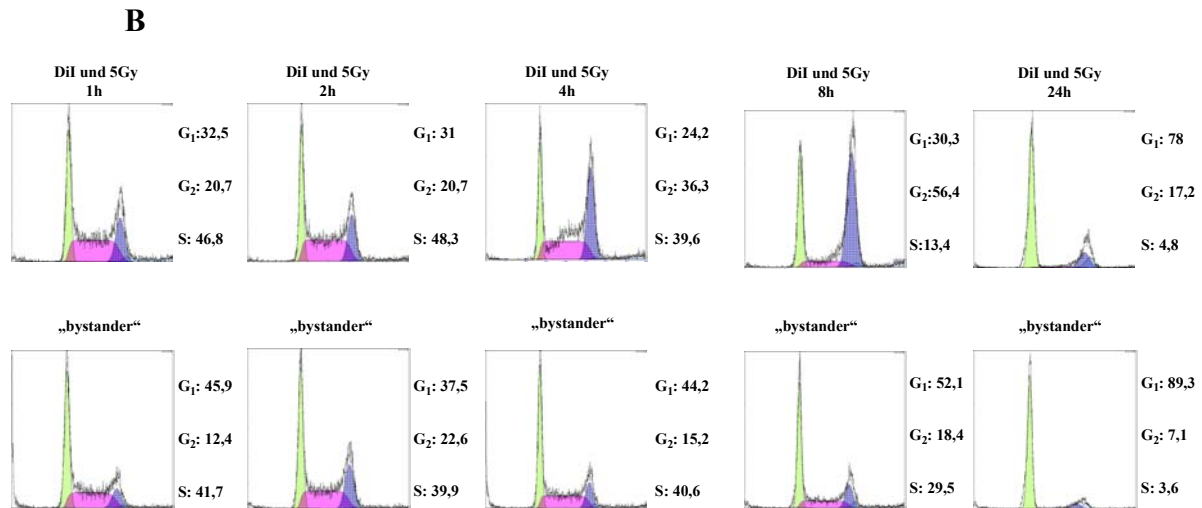 B
DiI und 5Gy
1h
G₁:32,5
G₂: 20,7
S: 46,8
DiI und 5Gy
2h
G₁: 31
G₂: 20,7
S: 48,3
DiI und 5Gy
4h
G₁: 24,2
G₂: 36,3
S: 39,6
DiI und 5Gy
8h
G₁:30,3
G₂:56,4
S:13,4
DiI und 5Gy
24h
G₁: 78
G₂: 17,2
S: 4,8
„bystander“
G₁: 45,9
G₂: 12,4
S: 41,7
„bystander“
G₁: 37,5
G₂: 22,6
S: 39,9
„bystander“
G₁: 44,2
G₂: 15,2
S: 40,6
„bystander“
G₁: 52,1
G₂: 18,4
S: 29,5
„bystander“
G₁: 89,3
G₂: 7,1
S: 3,6